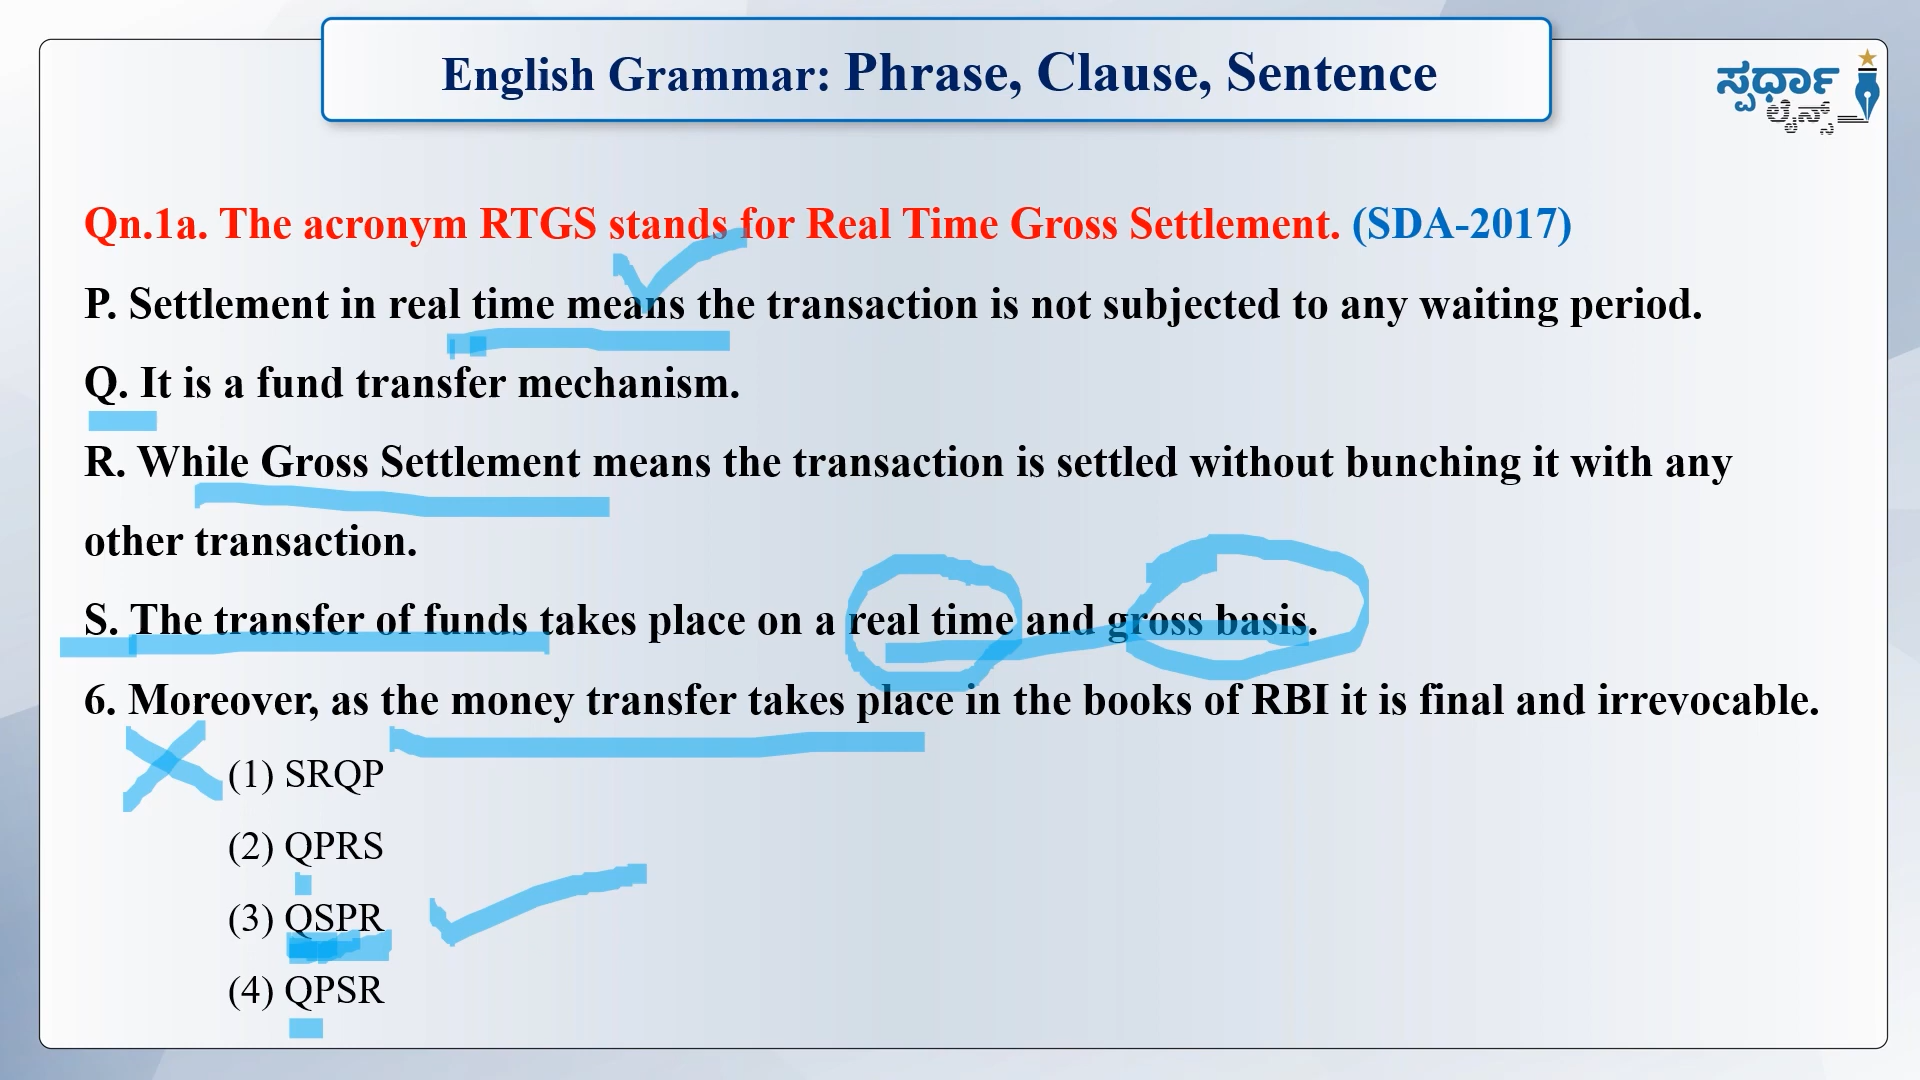 English Grammar: Phrase, Clause, Sentence
ಸ್ಪರ್ಧಾ
ಲೈನ್ಸ್
Qn.1a. The acronym RTGS stands for Real Time Gross Settlement. (SDA-2017)
P. Settlement in real time means the transaction is not subjected to any waiting period.
Q. It is a fund transfer mechanism.
R. While Gross Settlement means the transaction is settled without bunching it with any
other transaction.
S. The transfer of funds takes place on a real time and gross basis.
6. Moreover, as the money transfer takes place in the books of RBI it is final and irrevocable.
(1) SRQP
(2) QPRS
(3) QSPR
(4) QPSR